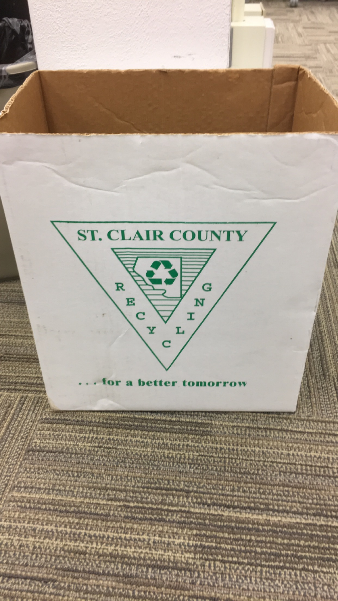 ST. CLAIR COUNTY
RECYCLING
. . . for a better tomorrow